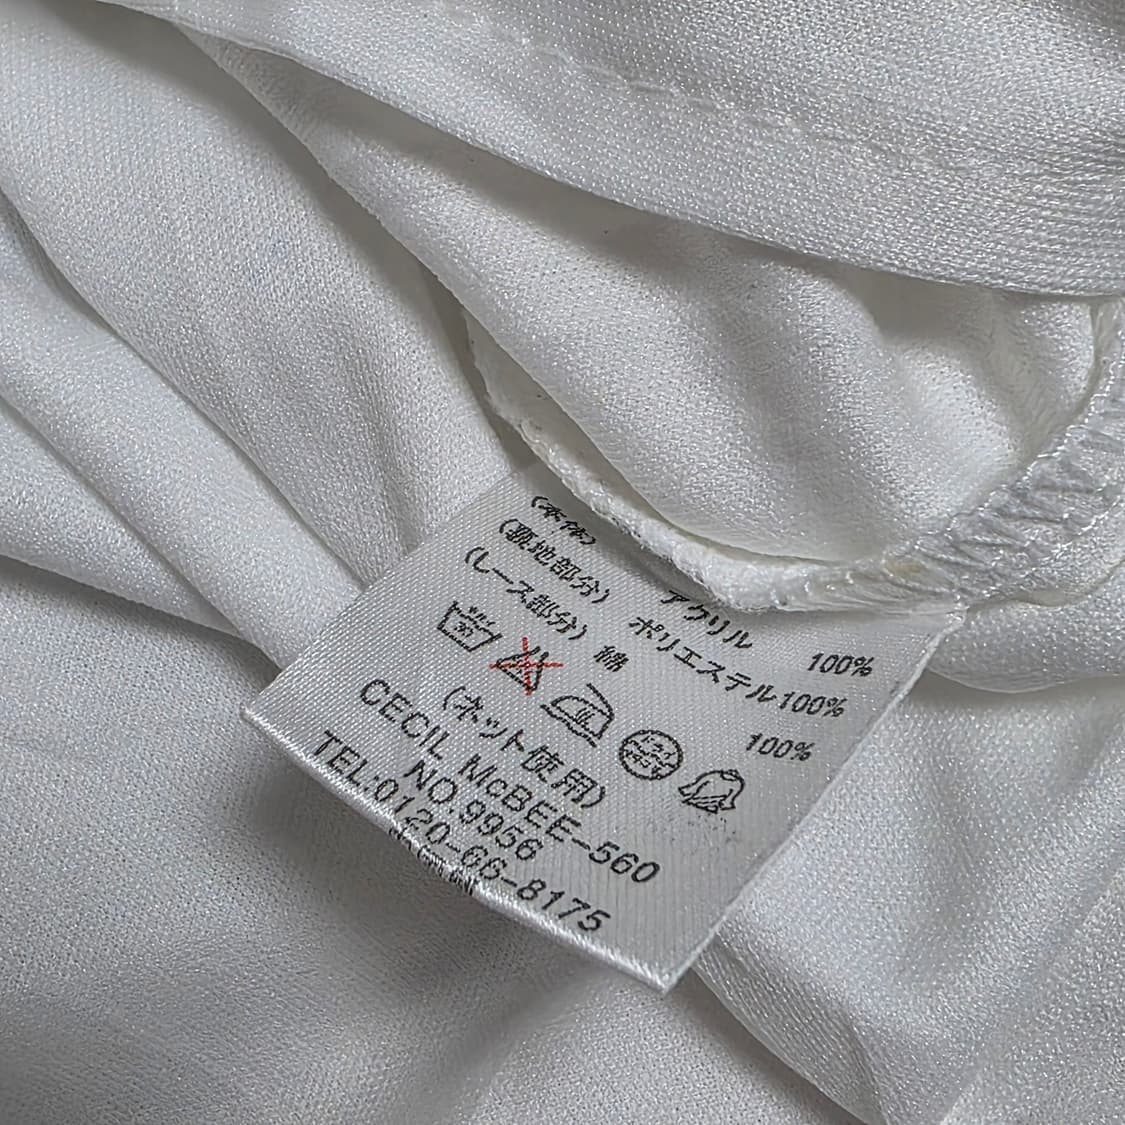 (本体) アクリル 100%
(裏地部分) ポリエステル100%
(レース部分) 綿 100%
(ネット使用)
CECIL McBEE-560
NO.9956
TEL:0120-66-8175